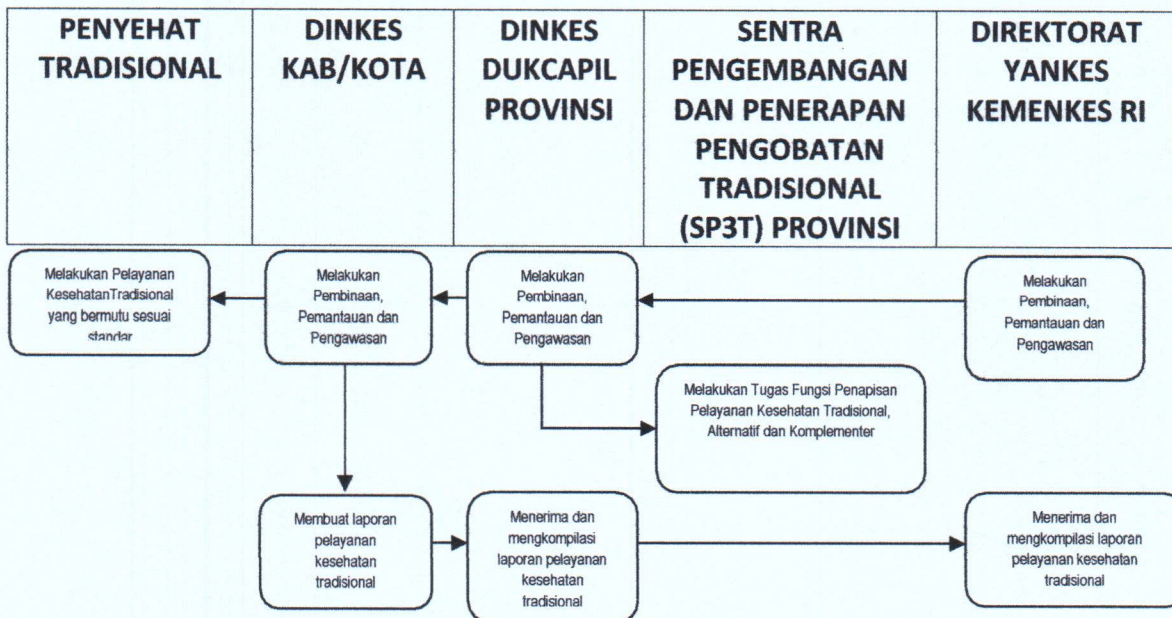 PENYEHAT
TRADISIONAL
DINKES
KAB/KOTA
DINKES
DUKCAPIL
PROVINSI
SENTRA
PENGEMBANGAN
DAN PENERAPAN
PENGOBATAN
TRADISIONAL
(SP3T) PROVINSI
DIREKTORAT
YANKES
KEMENKES RI
Melakukan Pelayanan
KesehatanTradisional
yang bermutu sesuai
standar
Melakukan
Pembinaan,
Pemantauan dan
Pengawasan
Melakukan
Pembinaan,
Pemantauan dan
Pengawasan
Melakukan
Pembinaan,
Pemantauan dan
Pengawasan
Melakukan Tugas Fungsi Penapisan
Pelayanan Kesehatan Tradisional,
Alternatif dan Komplementer
Membuat laporan
pelayanan
kesehatan
tradisional
Menerima dan
mengkompilasi
laporan pelayanan
kesehatan
tradisional
Menerima dan
mengkompilasi laporan
pelayanan kesehatan
tradisional